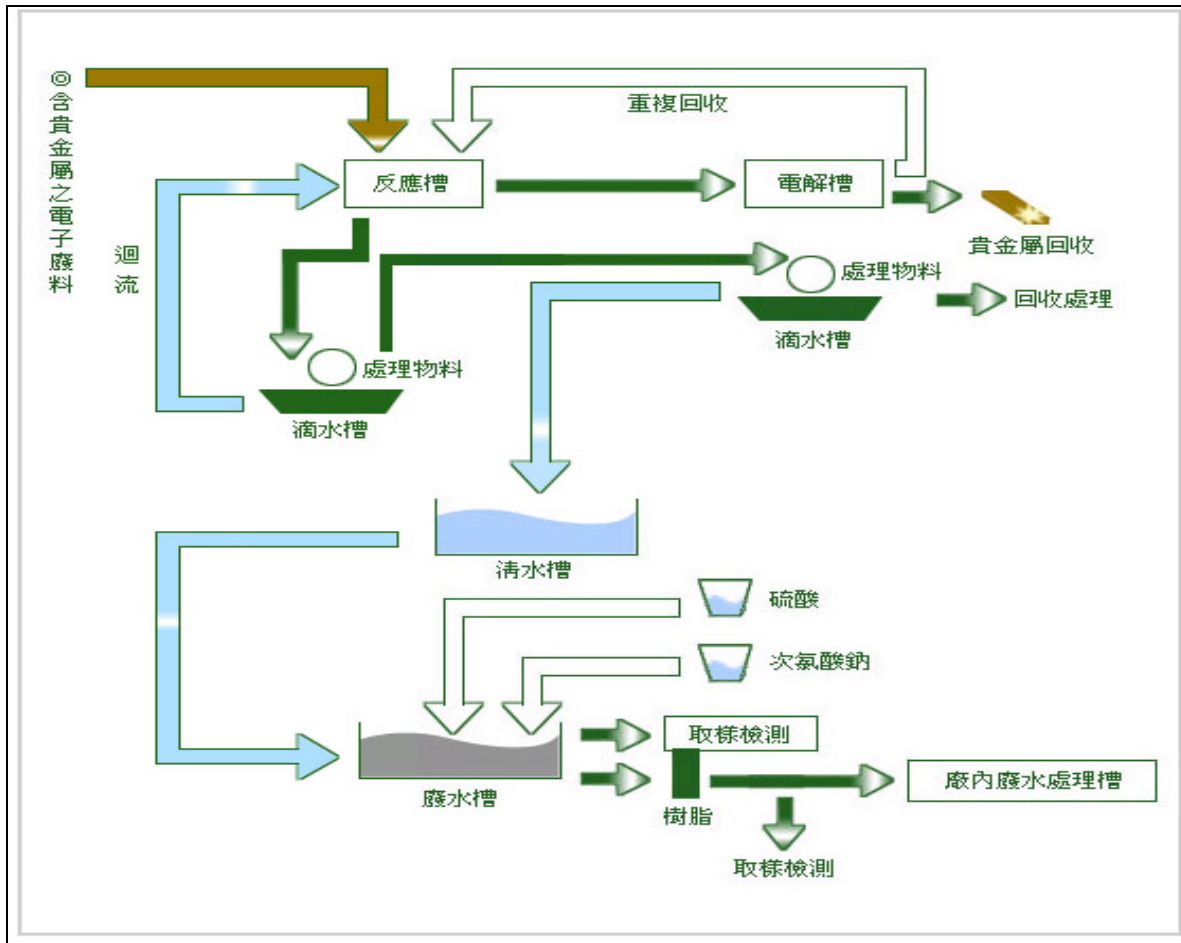 ◎含貴金屬之電子廢料
重複回收
反應槽
電解槽
貴金屬回收
迴流
處理物料
回收處理
滴水槽
處理物料
滴水槽
清水槽
硫酸
次氯酸鈉
取樣檢測
廢水槽
樹脂
廠內廢水處理槽
取樣檢測